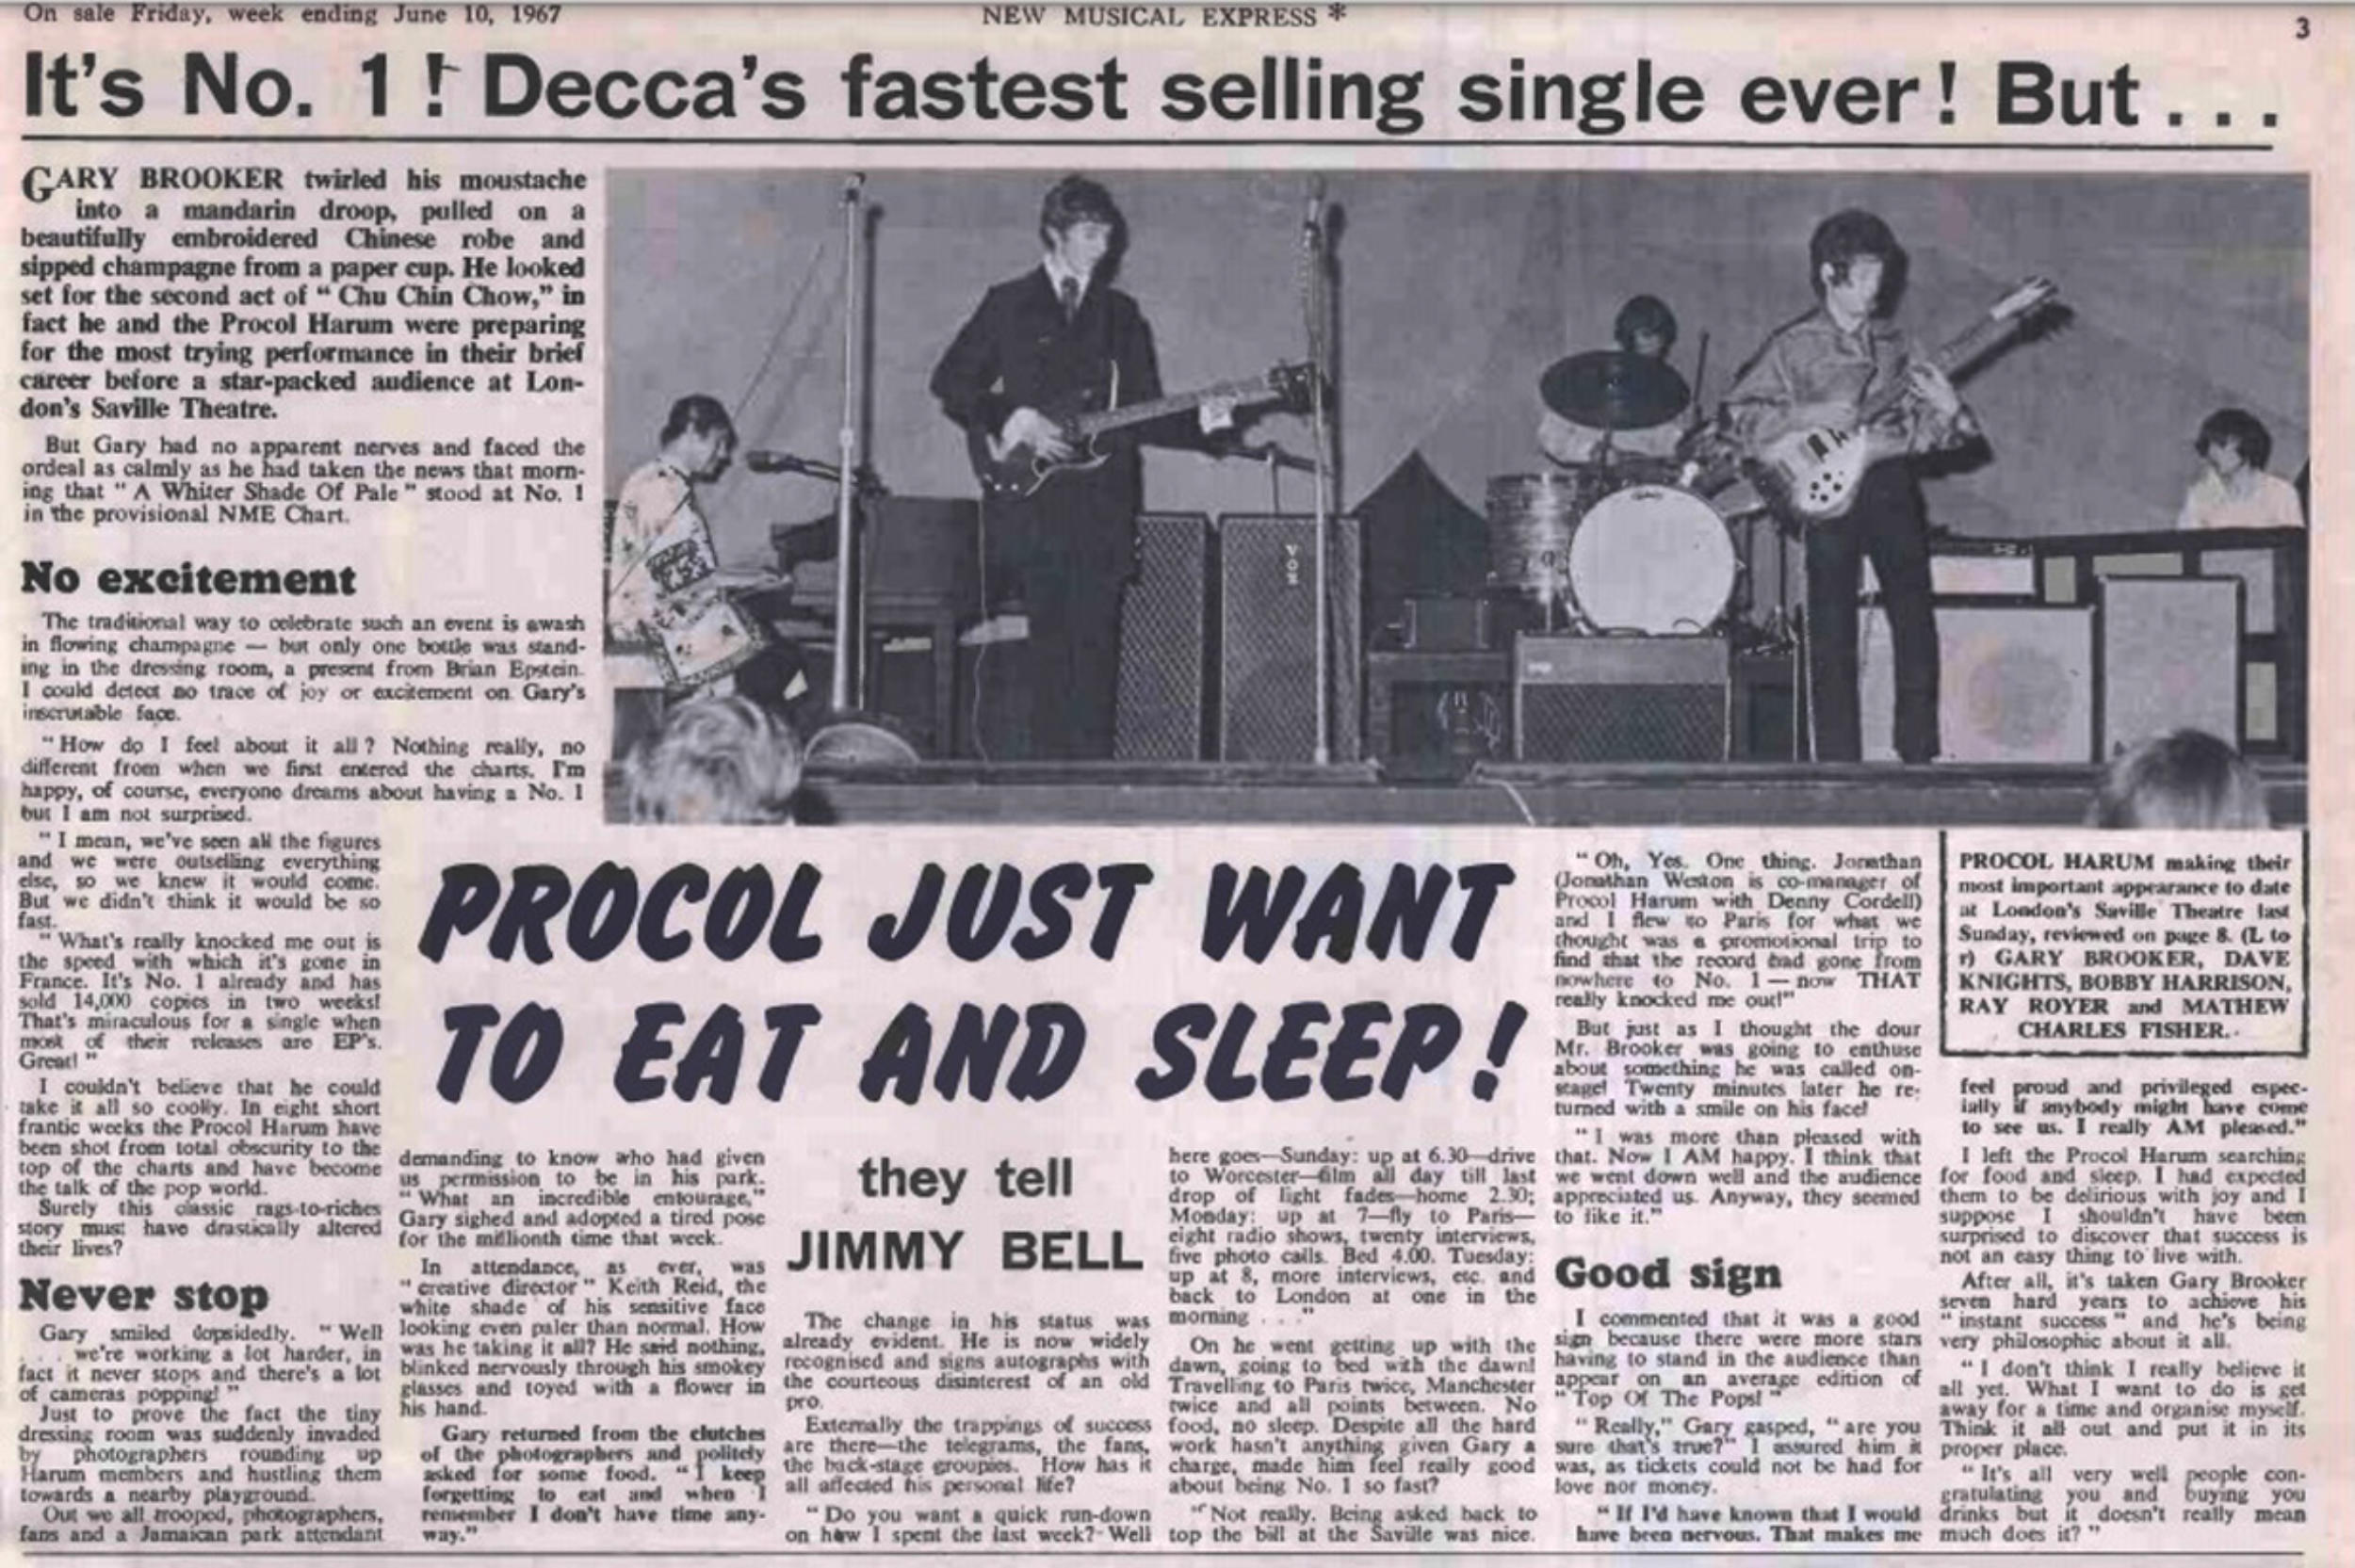 On sale Friday, week ending June 10, 1967
NEW MUSICAL EXPRESS *
3
It's No. 1 ! Decca's fastest selling single ever! But . . .
GARY BROOKER twirled his moustache
into a mandarin droop, pulled on a
beautifully embroidered Chinese robe and
sipped champagne from a paper cup. He looked
set for the second act of “ Chu Chin Chow,” in
fact he and the Procol Harum were preparing
for the most trying performance in their brief
career before a star-packed audience at Lon-
don's Saville Theatre.
But Gary had no apparent nerves and faced the
ordeal as calmly as he had taken the news that morn-
ing that “ A Whiter Shade Of Pale ” stood at No. 1
in the provisional NME Chart.
No excitement
The traditional way to celebrate such an event is awash
in flowing champagne — but only one bottle was stand-
ing in the dressing room, a present from Brian Epstein.
I could detect no trace of joy or excitement on Gary's
inscrutable face.
“ How do I feel about it all ? Nothing really, no
different from when we first entered the charts. I'm
happy, of course, everyone dreams about having a No. 1
but I am not surprised.
“ I mean, we've seen all the figures
and we were outselling everything
else, so we knew it would come.
But we didn't think it would be so
fast.
“ What's really knocked me out is
the speed with which it's gone in
France. It's No. 1 already and has
sold 14,000 copies in two weeks!
That's miraculous for a single when
most of their releases are EP's.
Great! ”
I couldn't believe that he could
take it all so coolly. In eight short
frantic weeks the Procol Harum have
been shot from total obscurity to the
top of the charts and have become
the talk of the pop world.
Surely this classic rags-to-riches
story must have drastically altered
their lives?
Never stop
Gary smiled lopsidedly. “ Well
. . . we're working a lot harder, in
fact it never stops and there's a lot
of cameras popping! ”
Just to prove the fact the tiny
dressing room was suddenly invaded
by photographers rounding up
Harum members and hustling them
towards a nearby playground.
Out we all trooped, photographers,
fans and a Jamaican park attendant
VOX
PROCOL JUST WANT
TO EAT AND SLEEP!
demanding to know who had given
us permission to be in his park.
“ What an incredible entourage,”
Gary sighed and adopted a tired pose
for the millionth time that week.
In attendance, as ever, was
“ creative director ” Keith Reid, the
white shade of his sensitive face
looking even paler than normal. How
was he taking it all? He said nothing,
blinked nervously through his smokey
glasses and toyed with a flower in
his hand.
Gary returned from the clutches
of the photographers and politely
asked for some food. “ I keep
forgetting to eat and when I
remember I don't have time any-
way.”
they tell
JIMMY BELL
The change in his status was
already evident. He is now widely
recognised and signs autographs with
the courteous disinterest of an old
pro.
Externally the trappings of success
are there—the telegrams, the fans,
the back-stage groupies. How has it
all affected his personal life?
“ Do you want a quick run-down
on how I spent the last week? Well
here goes—Sunday: up at 6.30—drive
to Worcester—film all day till last
drop of light fades—home 2.30;
Monday: up at 7—fly to Paris—
eight radio shows, twenty interviews,
five photo calls. Bed 4.00. Tuesday:
up at 8, more interviews, etc. and
back to London at one in the
morning . . .”
On he went getting up with the
dawn, going to bed with the dawn!
Travelling to Paris twice, Manchester
twice and all points between. No
food, no sleep. Despite all the hard
work hasn't anything given Gary a
charge, made him feel really good
about being No. 1 so fast?
“ Not really. Being asked back to
top the bill at the Saville was nice.
“ Oh, Yes. One thing. Jonathan
(Jonathan Weston is co-manager of
Procol Harum with Denny Cordell)
and I flew to Paris for what we
thought was a promotional trip to
find that the record had gone from
nowhere to No. 1 — now THAT
really knocked me out!”
But just as I thought the dour
Mr. Brooker was going to enthuse
about something he was called on-
stage! Twenty minutes later he re-
turned with a smile on his face!
“ I was more than pleased with
that. Now I AM happy. I think that
we went down well and the audience
appreciated us. Anyway, they seemed
to like it.”
Good sign
I commented that it was a good
sign because there were more stars
having to stand in the audience than
appear on an average edition of
“ Top Of The Pops! ”
“ Really,” Gary gasped, “ are you
sure that's true?” I assured him it
was, as tickets could not be had for
love nor money.
“ If I'd have known that I would
have been nervous. That makes me
PROCOL HARUM making their
most important appearance to date
at London's Saville Theatre last
Sunday, reviewed on page 8. (L to
r) GARY BROOKER, DAVE
KNIGHTS, BOBBY HARRISON,
RAY ROYER and MATHEW
CHARLES FISHER.
feel proud and privileged espec-
ially if anybody might have come
to see us. I really AM pleased.”
I left the Procol Harum searching
for food and sleep. I had expected
them to be delirious with joy and I
suppose I shouldn't have been
surprised to discover that success is
not an easy thing to live with.
After all, it's taken Gary Brooker
seven hard years to achieve his
“ instant success ” and he's being
very philosophic about it all.
“ I don't think I really believe it
all yet. What I want to do is get
away for a time and organise myself.
Think it all out and put it in its
proper place.
“ It's all very well people con-
gratulating you and buying you
drinks but it doesn't really mean
much does it? ”